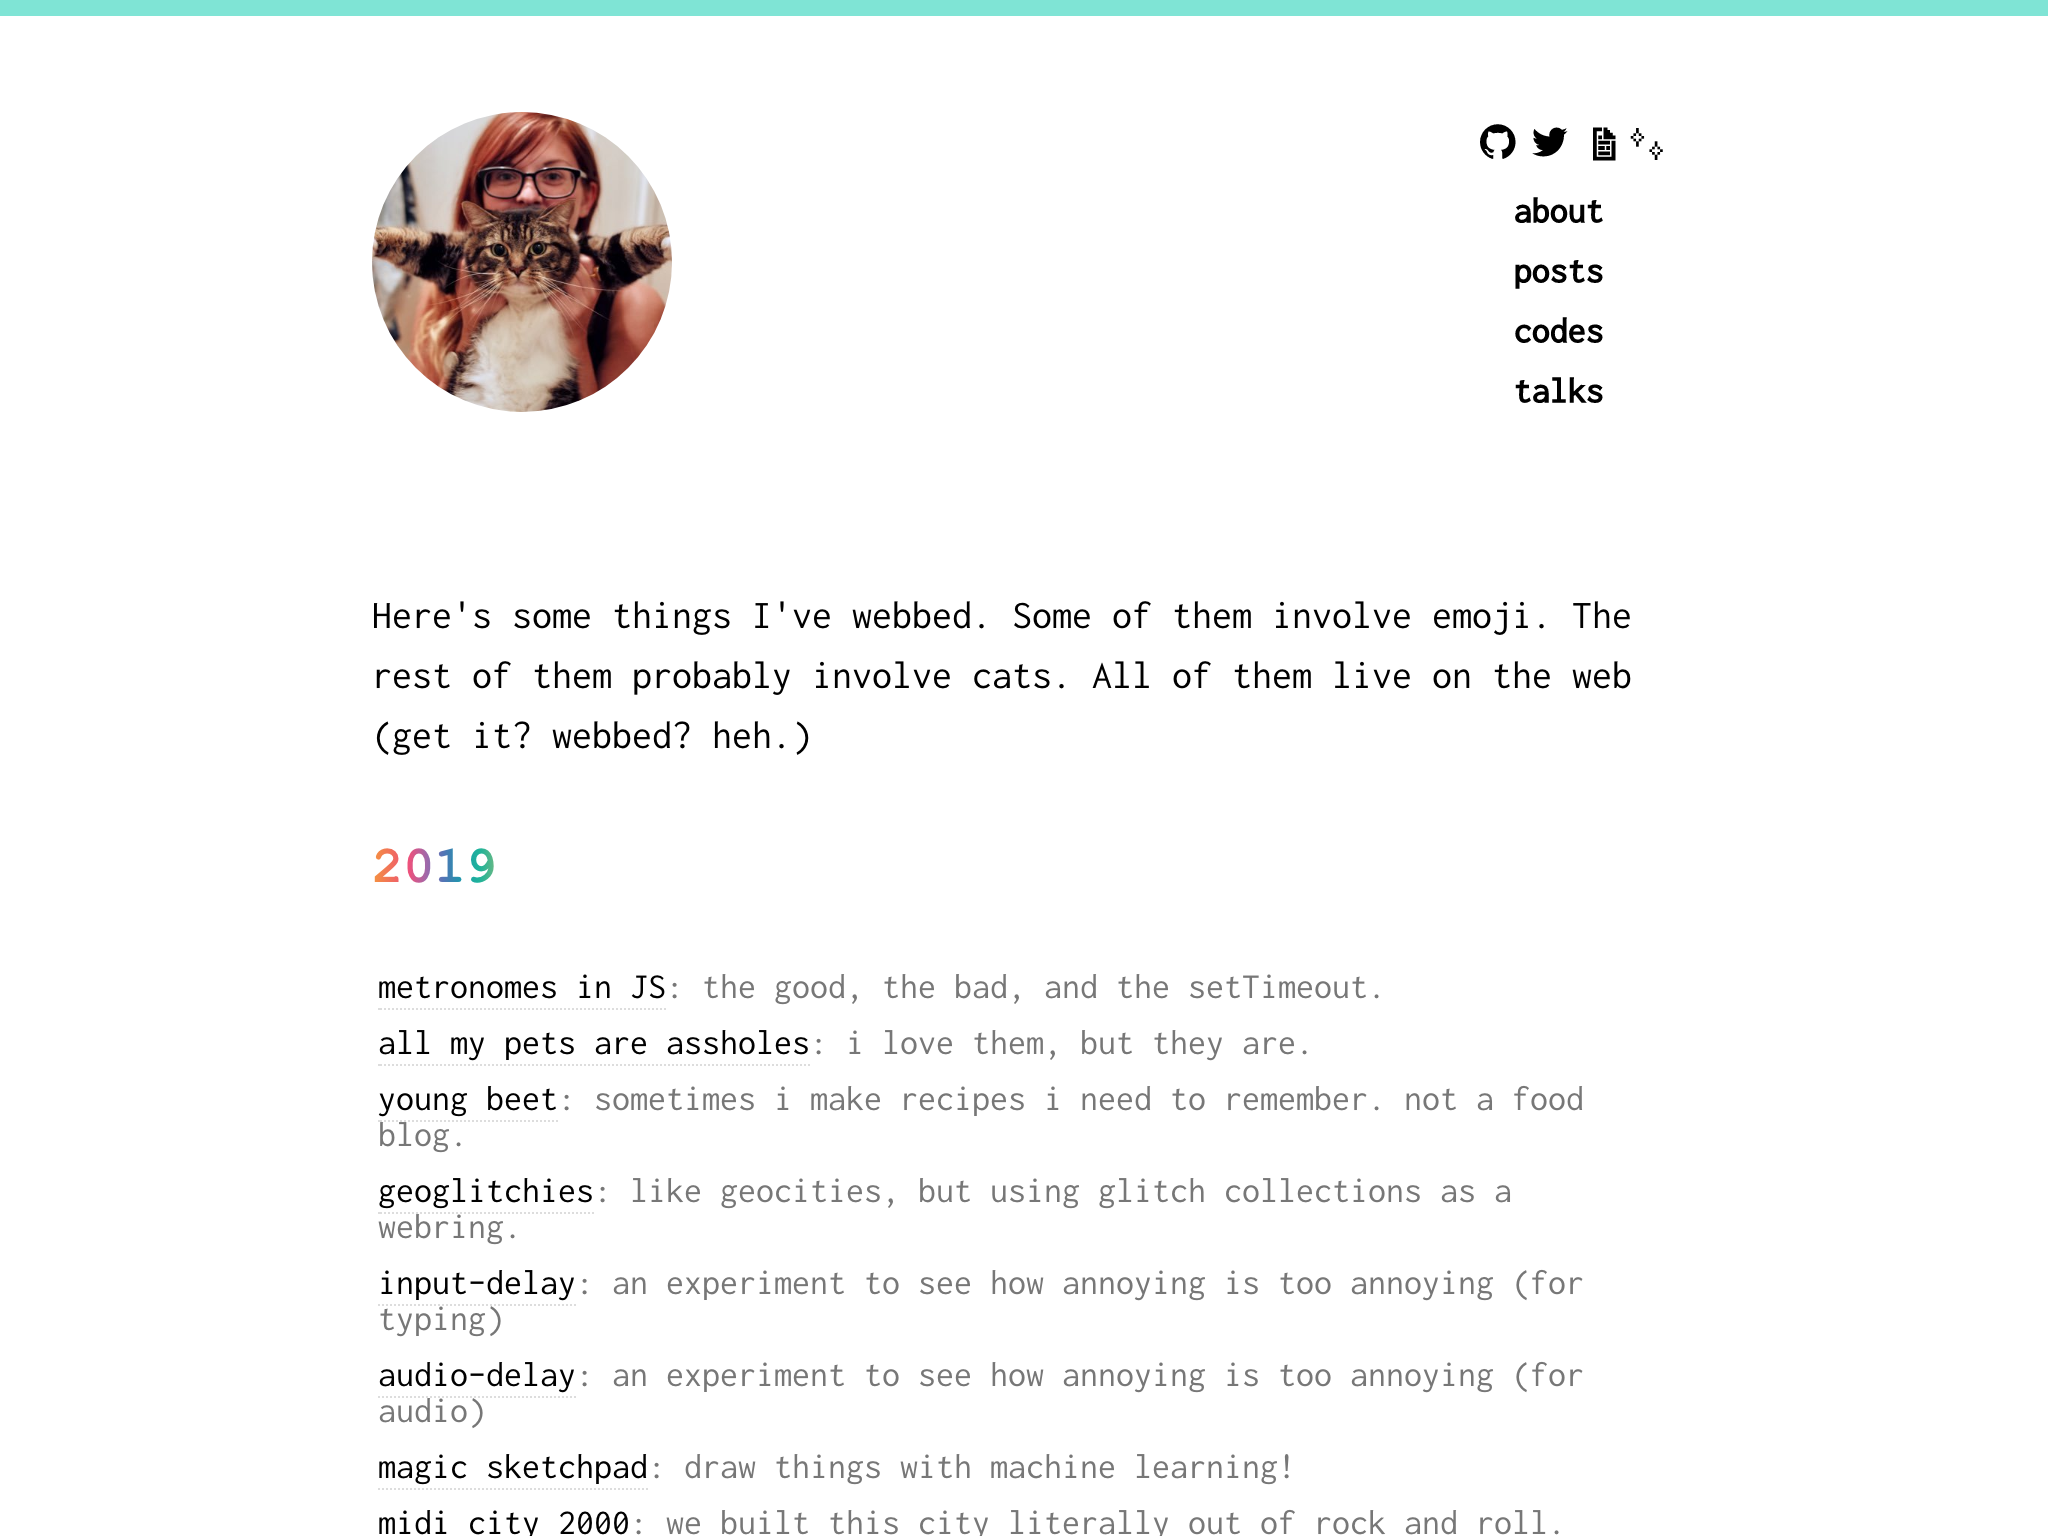 about
posts
codes
talks
Here's some things I've webbed. Some of them involve emoji. The
rest of them probably involve cats. All of them live on the web
(get it? webbed? heh.)
2019
metronomes in JS: the good, the bad, and the setTimeout.
all my pets are assholes: i love them, but they are.
young beet: sometimes i make recipes i need to remember. not a food
blog.
geoglitchies: like geocities, but using glitch collections as a
webring.
input-delay: an experiment to see how annoying is too annoying (for
typing)
audio-delay: an experiment to see how annoying is too annoying (for
audio)
magic sketchpad: draw things with machine learning!
midi city 2000: we built this city literally out of rock and roll.